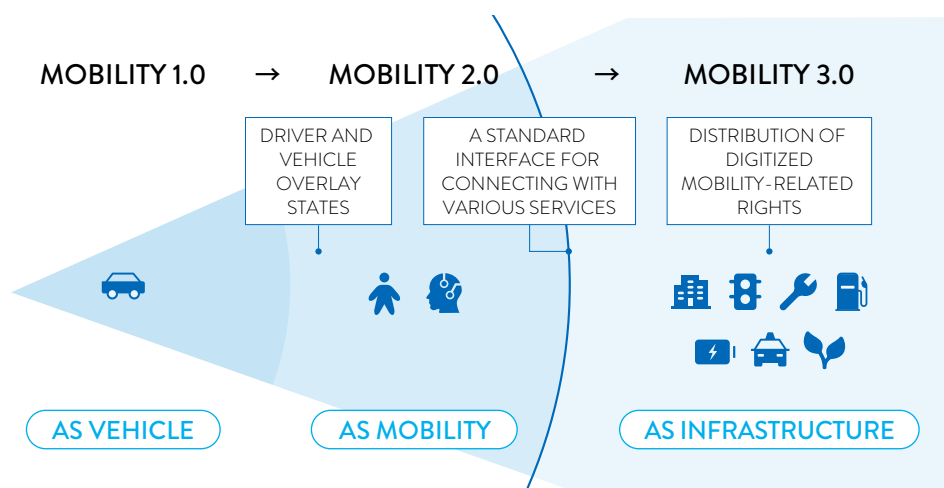 MOBILITY 1.0 → MOBILITY 2.0 → MOBILITY 3.0
DRIVER AND
VEHICLE
OVERLAY
STATES
A STANDARD
INTERFACE FOR
CONNECTING WITH
VARIOUS SERVICES
DISTRIBUTION OF
DIGITIZED
MOBILITY-RELATED
RIGHTS
AS VEHICLE
AS MOBILITY
AS INFRASTRUCTURE